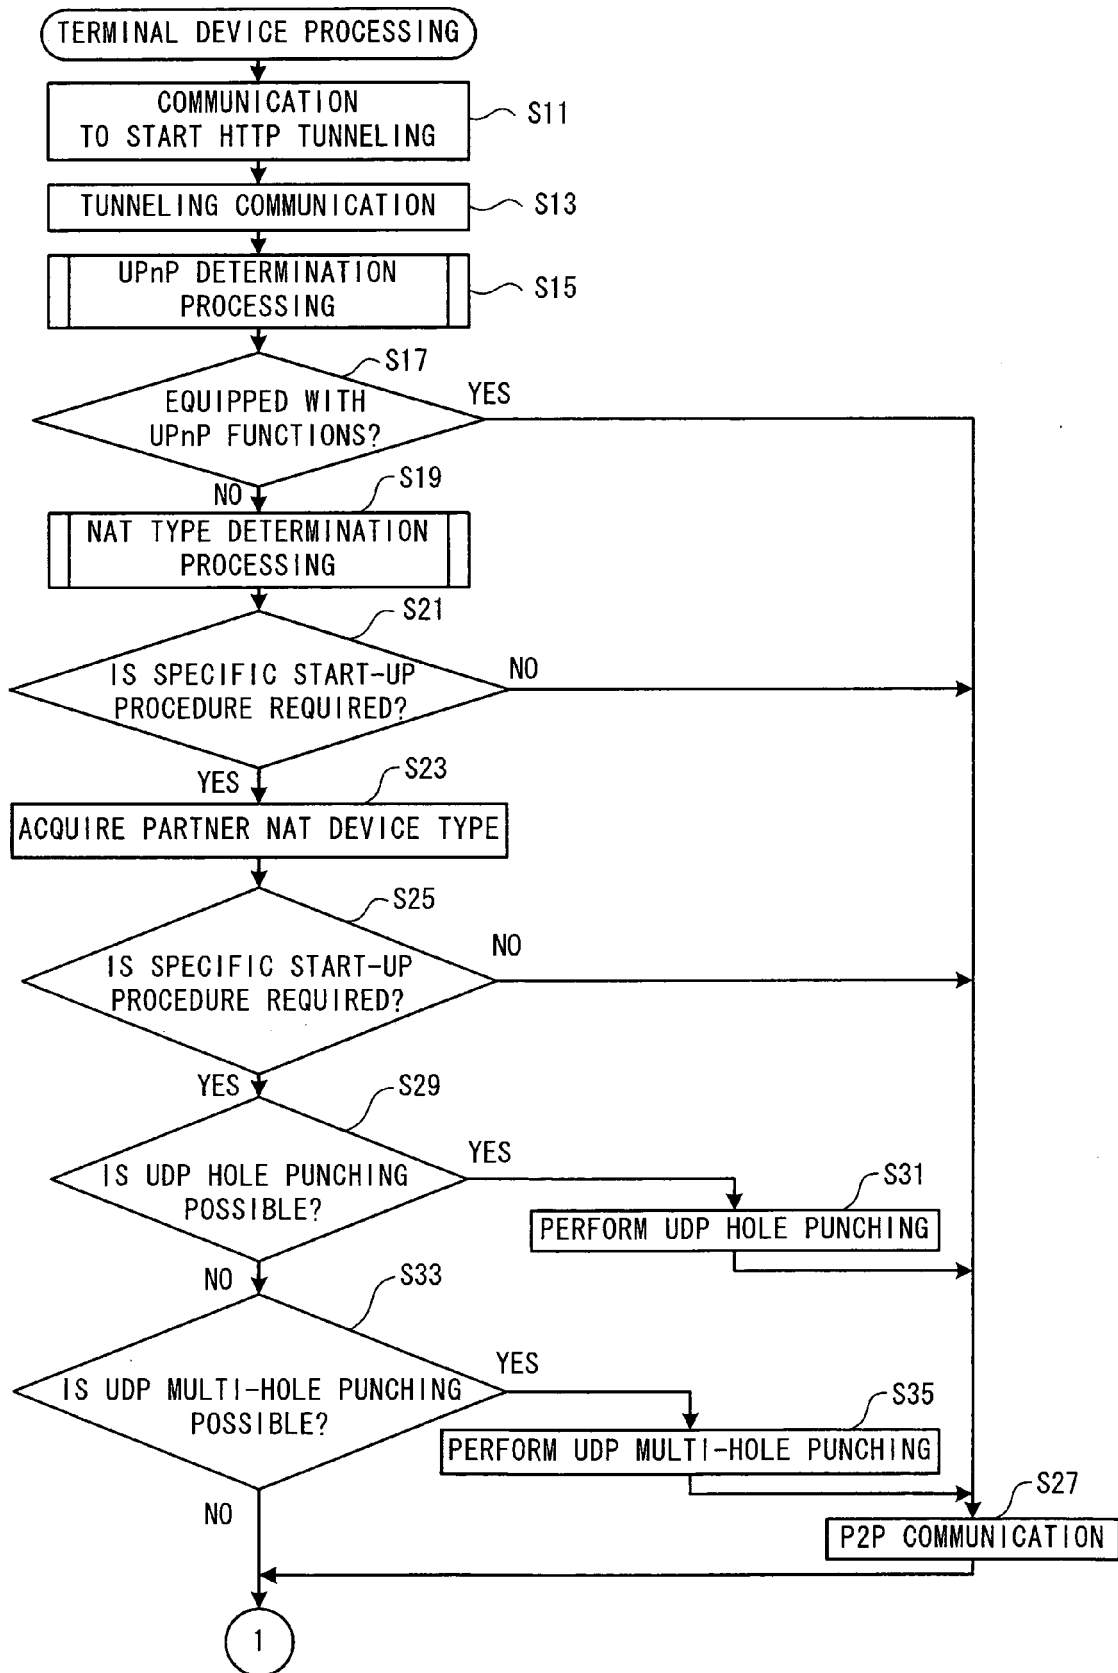 TERMINAL DEVICE PROCESSING
COMMUNICATION
TO START HTTP TUNNELING
S11
TUNNELING COMMUNICATION
S13
UPnP DETERMINATION
PROCESSING
S15
S17
EQUIPPED WITH
UPnP FUNCTIONS?
YES
NO
S19
NAT TYPE DETERMINATION
PROCESSING
S21
IS SPECIFIC START-UP
PROCEDURE REQUIRED?
NO
YES
S23
ACQUIRE PARTNER NAT DEVICE TYPE
S25
IS SPECIFIC START-UP
PROCEDURE REQUIRED?
NO
YES
S29
IS UDP HOLE PUNCHING
POSSIBLE?
YES
S31
PERFORM UDP HOLE PUNCHING
NO
S33
IS UDP MULTI-HOLE PUNCHING
POSSIBLE?
YES
S35
PERFORM UDP MULTI-HOLE PUNCHING
NO
S27
P2P COMMUNICATION
1